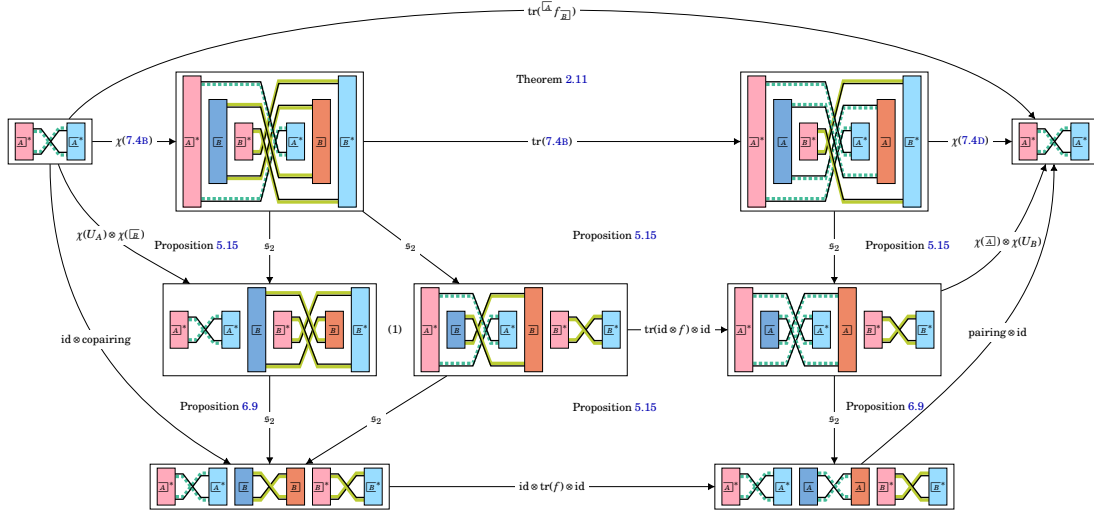 tr(⁠A f B)
Theorem 2.11
A * A *
χ(7.4B)
A * B B * A * B B *
tr(7.4B)
A * A B * A * A B *
χ(7.4D)
A * A *
χ(U_A) ⊗ χ(B)
Proposition 5.15
𝔰₂
𝔰₂
Proposition 5.15
𝔰₂
Proposition 5.15
χ(A) ⊗ χ(U_B)
id ⊗ copairing
A * A * B B * B B *
(1)
A * B A * B B * B *
tr(id ⊗ f) ⊗ id
A * A A * A B * B *
pairing ⊗ id
Proposition 6.9
𝔰₂
𝔰₂
Proposition 5.15
𝔰₂
Proposition 6.9
A * A * B B B * B *
id ⊗ tr(f) ⊗ id
A * A * A A B * B *